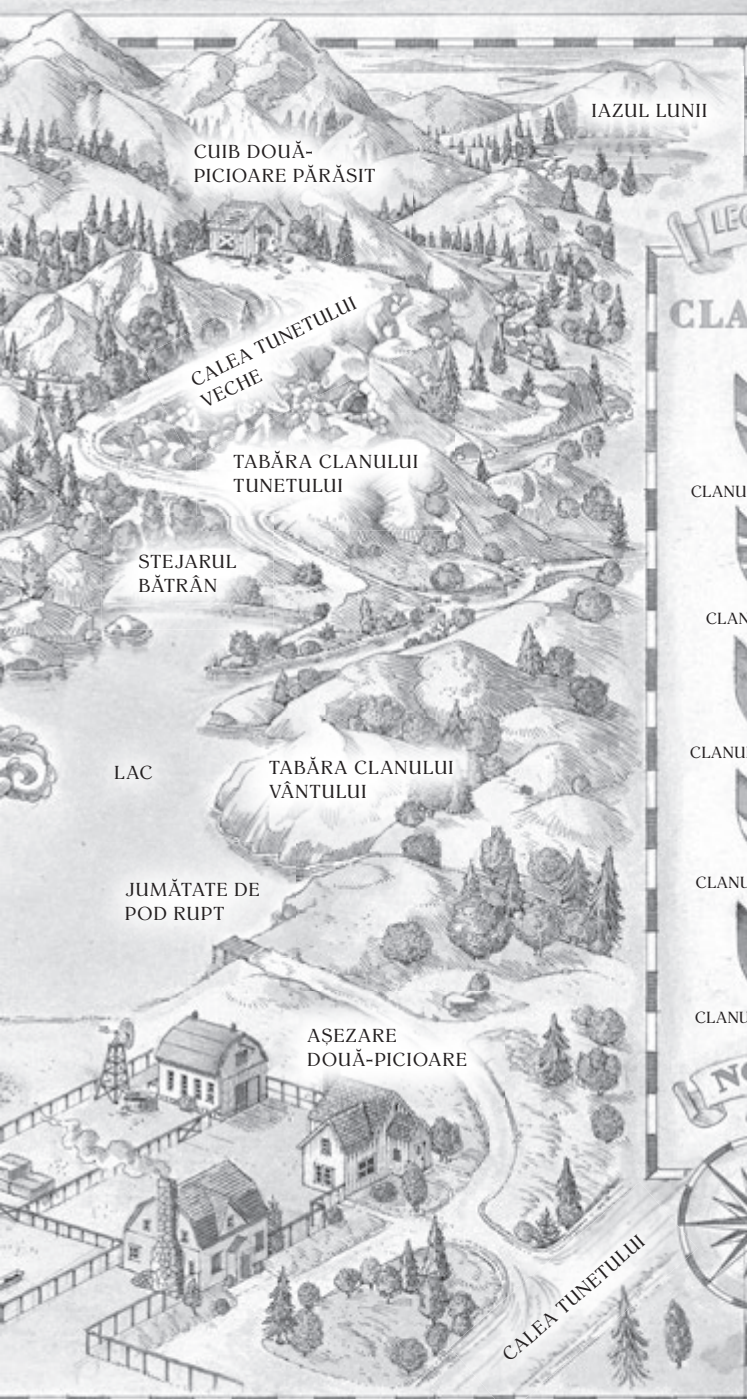 IAZUL LUNII
CUIB DOUĂ-
PICIOARE PĂRĂSIT
CALEA TUNETULUI
VECHE
TABĂRA CLANULUI
TUNETULUI
STEJARUL
BĂTRÂN
LAC
TABĂRA CLANULUI
VÂNTULUI
JUMĂTATE DE
POD RUPT
AȘEZARE
DOUĂ-PICIOARE
CALEA TUNETULUI